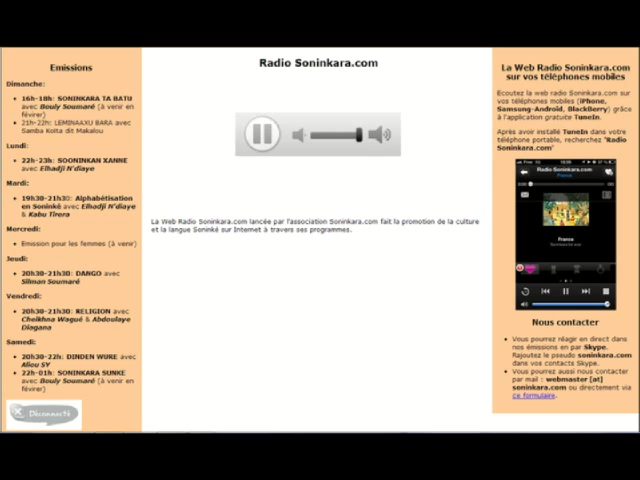 Emissions
Dimanche:
16h-18h: SONINKARA TA BATU
avec Bouly Soumaré (à venir en
février)
21h-22h: LEMINAAXU BARA avec
Samba Koita dit Makalou
Lundi:
22h-23h: SOONINKAN XANNE
avec Elhadji N'diaye
Mardi:
19h30-21h30: Alphabétisation
en Soninké avec Elhadji N'diaye
& Kabu Tirera
Mercredi:
Emission pour les femmes (à venir)
Jeudi:
20h30-21h30: DANGO avec
Silman Soumaré
Vendredi:
20h30-21h30: RELIGION avec
Cheikhna Wagué & Abdoulaye
Diagana
Samedi:
20h30-22h: DINDEN WURE avec
Aliou SY
22h-01h: SONINKARA SUNKE
avec Bouly Soumaré (à venir en
février)
Déconnecté
Radio Soninkara.com
La Web Radio Soninkara.com lancée par l'association Soninkara.com fait la promotion de la culture
et la langue Soninké sur Internet à travers ses programmes.
La Web Radio Soninkara.com
sur vos téléphones mobiles
Ecoutez la web radio Soninkara.com sur
vos téléphones mobiles (iPhone,
Samsung-Android, BlackBerry) grâce
à l'application gratuite TuneIn.
Après avoir installé TuneIn dans votre
téléphone portable, recherchez "Radio
Soninkara.com"
Radio Soninkara.com
France
France
Nous contacter
Vous pourrez réagir en direct dans
nos émissions en par Skype.
Rajoutez le pseudo soninkara.com
dans vos contacts Skype.
Vous pourez aussi nous contacter
par mail : webmaster [at]
soninkara.com ou directement via
ce formulaire.